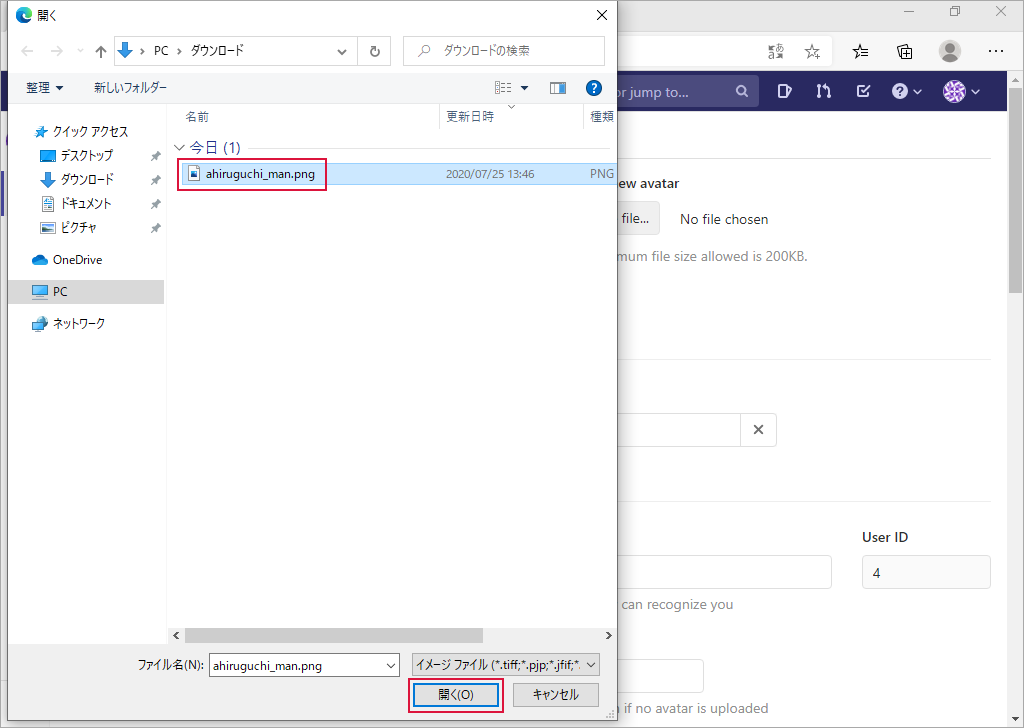 開く
PC
ダウンロード
ダウンロードの検索
整理
新しいフォルダー
名前
更新日時
種類
クイック アクセス
デスクトップ
ダウンロード
ドキュメント
ピクチャ
OneDrive
PC
ネットワーク
今日 (1)
ahiruguchi_man.png
2020/07/25 13:46
PNG
ファイル名(N):
ahiruguchi_man.png
イメージ ファイル (*.tiff;*.pjp;*.jfif;*.
開く(O)
キャンセル
or jump to...
ew avatar
file...
No file chosen
mum file size allowed is 200KB.
User ID
4
can recognize you
if no avatar is uploaded